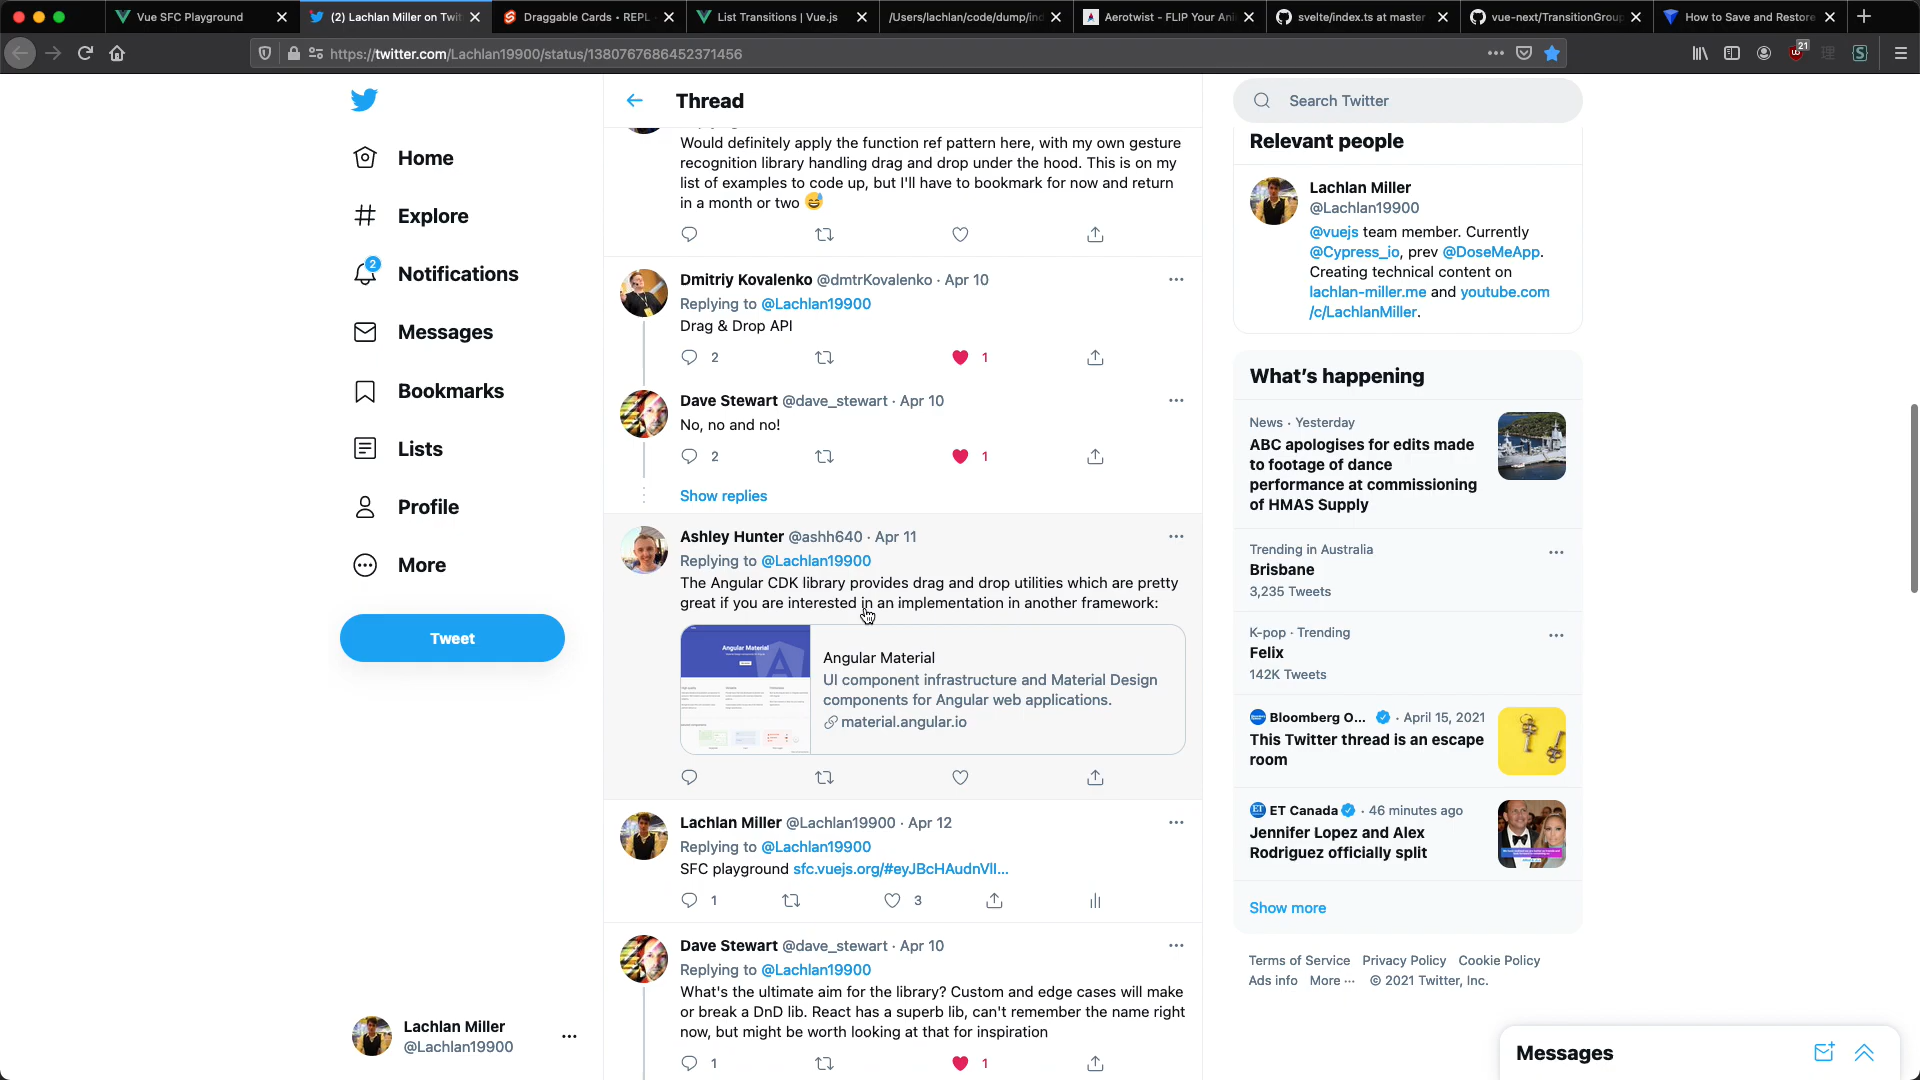 Vue SFC Playground
(2) Lachlan Miller on Twit
Draggable Cards • REPL
List Transitions | Vue.js
/Users/lachlan/code/dump/ind
Aerotwist - FLIP Your Ani
svelte/index.ts at master
vue-next/TransitionGroup
How to Save and Restore
https://twitter.com/Lachlan19900/status/1380767686452371456
21
Home
Explore
2
Notifications
Messages
Bookmarks
Lists
Profile
More
Tweet
Lachlan Miller
@Lachlan19900
Thread
Would definitely apply the function ref pattern here, with my own gesture
recognition library handling drag and drop under the hood. This is on my
list of examples to code up, but I'll have to bookmark for now and return
in a month or two 😅
Dmitriy Kovalenko @dmtrKovalenko · Apr 10
Replying to @Lachlan19900
Drag & Drop API
2 1
Dave Stewart @dave_stewart · Apr 10
No, no and no!
2 1
Show replies
Ashley Hunter @ashh640 · Apr 11
Replying to @Lachlan19900
The Angular CDK library provides drag and drop utilities which are pretty
great if you are interested in an implementation in another framework:
Angular Material
Angular Material
UI component infrastructure and Material Design
components for Angular web applications.
material.angular.io
Lachlan Miller @Lachlan19900 · Apr 12
Replying to @Lachlan19900
SFC playground sfc.vuejs.org/#eyJBcHAudnVlI...
1 3
Dave Stewart @dave_stewart · Apr 10
Replying to @Lachlan19900
What's the ultimate aim for the library? Custom and edge cases will make
or break a DnD lib. React has a superb lib, can't remember the name right
now, but might be worth looking at that for inspiration
1 1
Search Twitter
Relevant people
Lachlan Miller
@Lachlan19900
@vuejs team member. Currently
@Cypress_io, prev @DoseMeApp.
Creating technical content on
lachlan-miller.me and youtube.com
/c/LachlanMiller.
What's happening
News · Yesterday
ABC apologises for edits made
to footage of dance
performance at commissioning
of HMAS Supply
Trending in Australia
Brisbane
3,235 Tweets
K-pop · Trending
Felix
142K Tweets
Bloomberg O... · April 15, 2021
This Twitter thread is an escape
room
ET Canada · 46 minutes ago
Jennifer Lopez and Alex
Rodriguez officially split
Show more
Terms of Service Privacy Policy Cookie Policy
Ads info More ··· © 2021 Twitter, Inc.
Messages